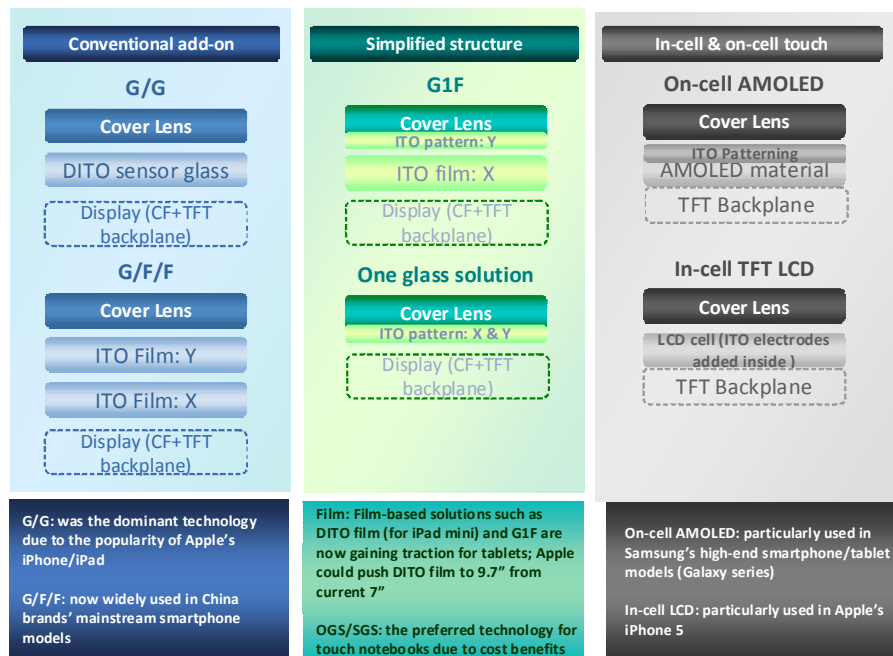 Conventional add-on
G/G
Cover Lens
DITO sensor glass
Display (CF+TFT
backplane)
G/F/F
Cover Lens
ITO Film: Y
ITO Film: X
Display (CF+TFT
backplane)
G/G: was the dominant technology
due to the popularity of Apple's
iPhone/iPad
G/F/F: now widely used in China
brands' mainstream smartphone
models
Simplified structure
G1F
Cover Lens
ITO pattern: Y
ITO film: X
Display (CF+TFT
backplane)
One glass solution
Cover Lens
ITO pattern: X & Y
Display (CF+TFT
backplane)
Film: Film-based solutions such as
DITO film (for iPad mini) and G1F are
now gaining traction for tablets; Apple
could push DITO film to 9.7” from
current 7”
OGS/SGS: the preferred technology for
touch notebooks due to cost benefits
In-cell & on-cell touch
On-cell AMOLED
Cover Lens
ITO Patterning
AMOLED material
TFT Backplane
In-cell TFT LCD
Cover Lens
LCD cell (ITO electrodes
added inside )
TFT Backplane
On-cell AMOLED: particularly used in
Samsung's high-end smartphone/tablet
models (Galaxy series)
In-cell LCD: particularly used in Apple's
iPhone 5